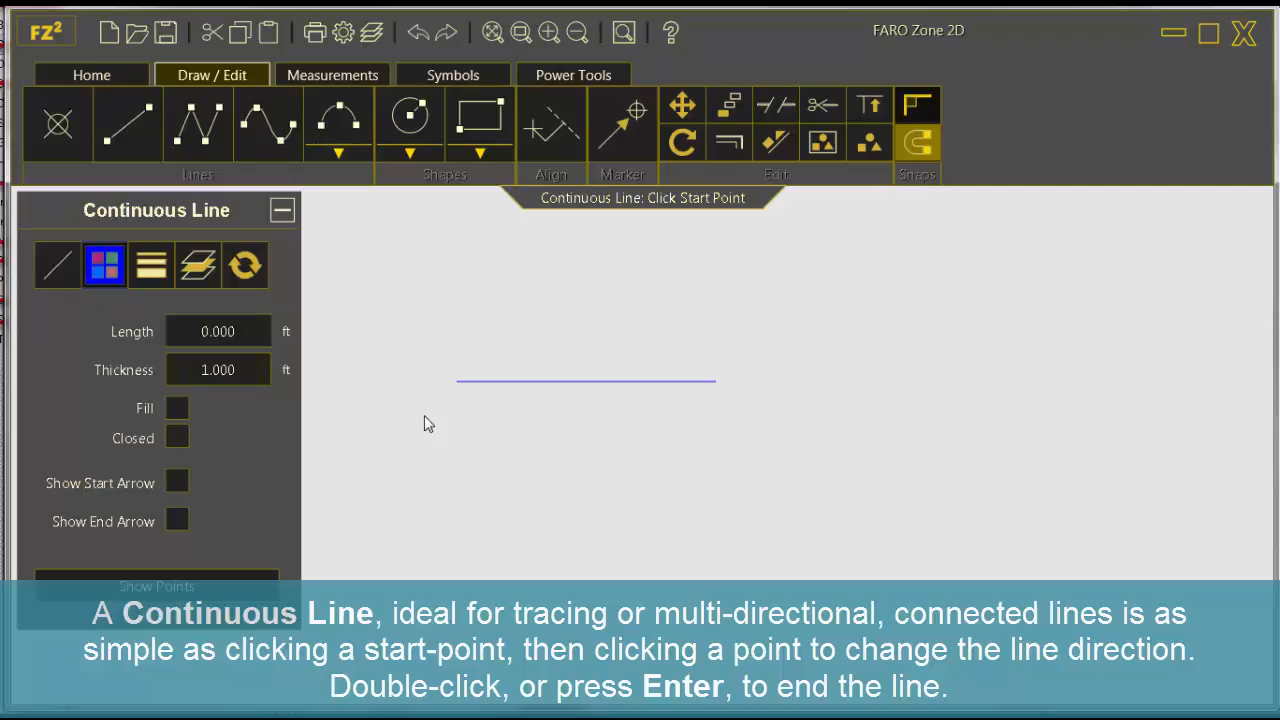 FZ²
FARO Zone 2D
Home
Draw / Edit
Measurements
Symbols
Power Tools
Lines
Shapes
Align
Marker
Edit
Snaps
Continuous Line: Click Start Point
Continuous Line
Length 0.000 ft
Thickness 1.000 ft
Fill
Closed
Show Start Arrow
Show End Arrow
Show Points
A Continuous Line, ideal for tracing or multi-directional, connected lines is as
simple as clicking a start-point, then clicking a point to change the line direction.
Double-click, or press Enter, to end the line.